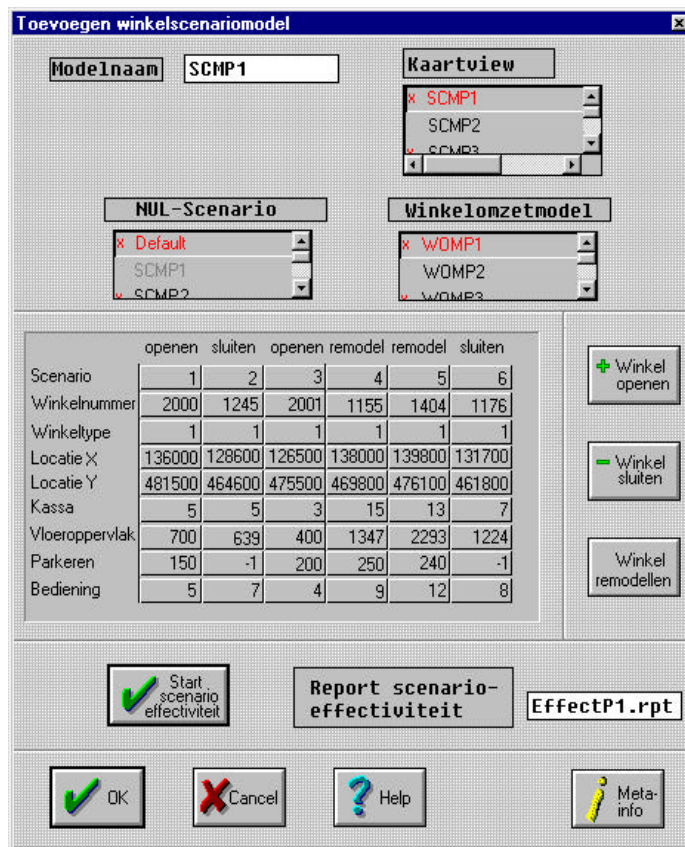 Toevoegen winkelscenariomodel
Modelnaam SCMP1
Kaartview
x SCMP1
SCMP2
x SCMP3
NUL-Scenario
x Default
SCMP1
x SCMP2
Winkelomzetmodel
x WOMP1
WOMP2
x WOMP3
openen sluiten openen remodel remodel sluiten
Scenario 1 2 3 4 5 6
Winkelnummer 2000 1245 2001 1155 1404 1176
Winkeltype 1 1 1 1 1 1
Locatie X 136000 128600 126500 138000 139800 131700
Locatie Y 481500 464600 475500 469800 476100 461800
Kassa 5 5 3 15 13 7
Vloeroppervlak 700 639 400 1347 2293 1224
Parkeren 150 -1 200 250 240 -1
Bediening 5 7 4 9 12 8
Winkel
openen
Winkel
sluiten
Winkel
remodellen
Start
scenario
effectiviteit
Report scenario-
effectiviteit
EffectP1.rpt
OK
Cancel
Help
Meta-
info